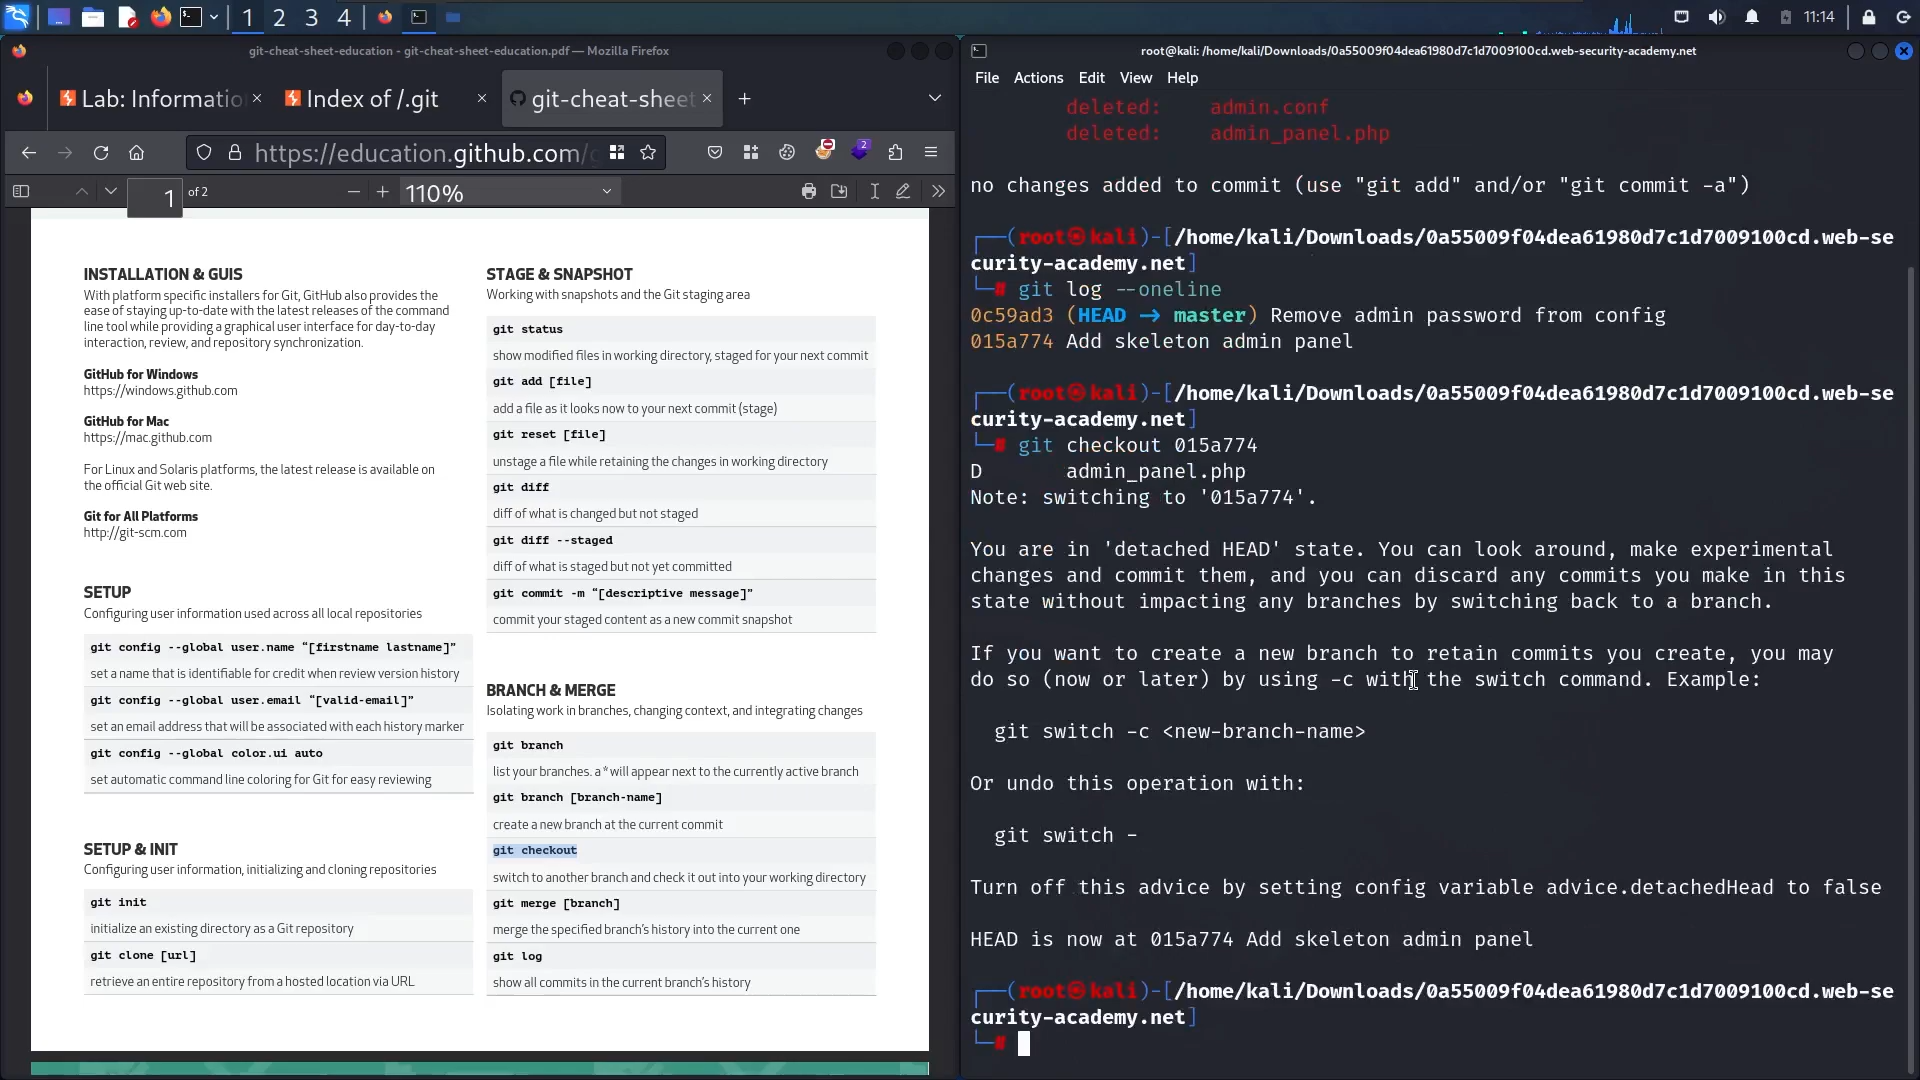 1 2 3 4
11:14
git-cheat-sheet-education - git-cheat-sheet-education.pdf — Mozilla Firefox
Lab: Informatio
Index of /.git
git-cheat-sheet
https://education.github.com/
2
1
of 2
110%
INSTALLATION & GUIS
With platform specific installers for Git, GitHub also provides the
ease of staying up-to-date with the latest releases of the command
line tool while providing a graphical user interface for day-to-day
interaction, review, and repository synchronization.
GitHub for Windows
https://windows.github.com
GitHub for Mac
https://mac.github.com
For Linux and Solaris platforms, the latest release is available on
the official Git web site.
Git for All Platforms
http://git-scm.com
SETUP
Configuring user information used across all local repositories
git config --global user.name “[firstname lastname]”
set a name that is identifiable for credit when review version history
git config --global user.email “[valid-email]”
set an email address that will be associated with each history marker
git config --global color.ui auto
set automatic command line coloring for Git for easy reviewing
SETUP & INIT
Configuring user information, initializing and cloning repositories
git init
initialize an existing directory as a Git repository
git clone [url]
retrieve an entire repository from a hosted location via URL
STAGE & SNAPSHOT
Working with snapshots and the Git staging area
git status
show modified files in working directory, staged for your next commit
git add [file]
add a file as it looks now to your next commit (stage)
git reset [file]
unstage a file while retaining the changes in working directory
git diff
diff of what is changed but not staged
git diff --staged
diff of what is staged but not yet committed
git commit -m “[descriptive message]”
commit your staged content as a new commit snapshot
BRANCH & MERGE
Isolating work in branches, changing context, and integrating changes
git branch
list your branches. a * will appear next to the currently active branch
git branch [branch-name]
create a new branch at the current commit
git checkout
switch to another branch and check it out into your working directory
git merge [branch]
merge the specified branch’s history into the current one
git log
show all commits in the current branch’s history
root@kali: /home/kali/Downloads/0a55009f04dea61980d7c1d7009100cd.web-security-academy.net
File Actions Edit View Help
deleted: admin.conf
deleted: admin_panel.php
no changes added to commit (use "git add" and/or "git commit -a")
┌──(root㉿kali)-[/home/kali/Downloads/0a55009f04dea61980d7c1d7009100cd.web-se
curity-academy.net]
└─# git log --oneline
0c59ad3 (HEAD → master) Remove admin password from config
015a774 Add skeleton admin panel
┌──(root㉿kali)-[/home/kali/Downloads/0a55009f04dea61980d7c1d7009100cd.web-se
curity-academy.net]
└─# git checkout 015a774
D admin_panel.php
Note: switching to '015a774'.
You are in 'detached HEAD' state. You can look around, make experimental
changes and commit them, and you can discard any commits you make in this
state without impacting any branches by switching back to a branch.
If you want to create a new branch to retain commits you create, you may
do so (now or later) by using -c with the switch command. Example:
git switch -c <new-branch-name>
Or undo this operation with:
git switch -
Turn off this advice by setting config variable advice.detachedHead to false
HEAD is now at 015a774 Add skeleton admin panel
┌──(root㉿kali)-[/home/kali/Downloads/0a55009f04dea61980d7c1d7009100cd.web-se
curity-academy.net]
└─#